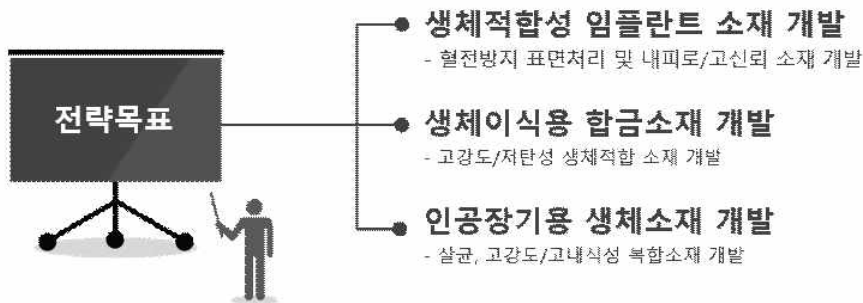 전략목표
생체적합성 임플란트 소재 개발
- 혈전방지 표면처리 및 내피로/고신뢰 소재 개발
생체이식용 합금소재 개발
- 고강도/저탄성 생체적합 소재 개발
인공장기용 생체소재 개발
- 살균, 고강도/고내식성 복합소재 개발